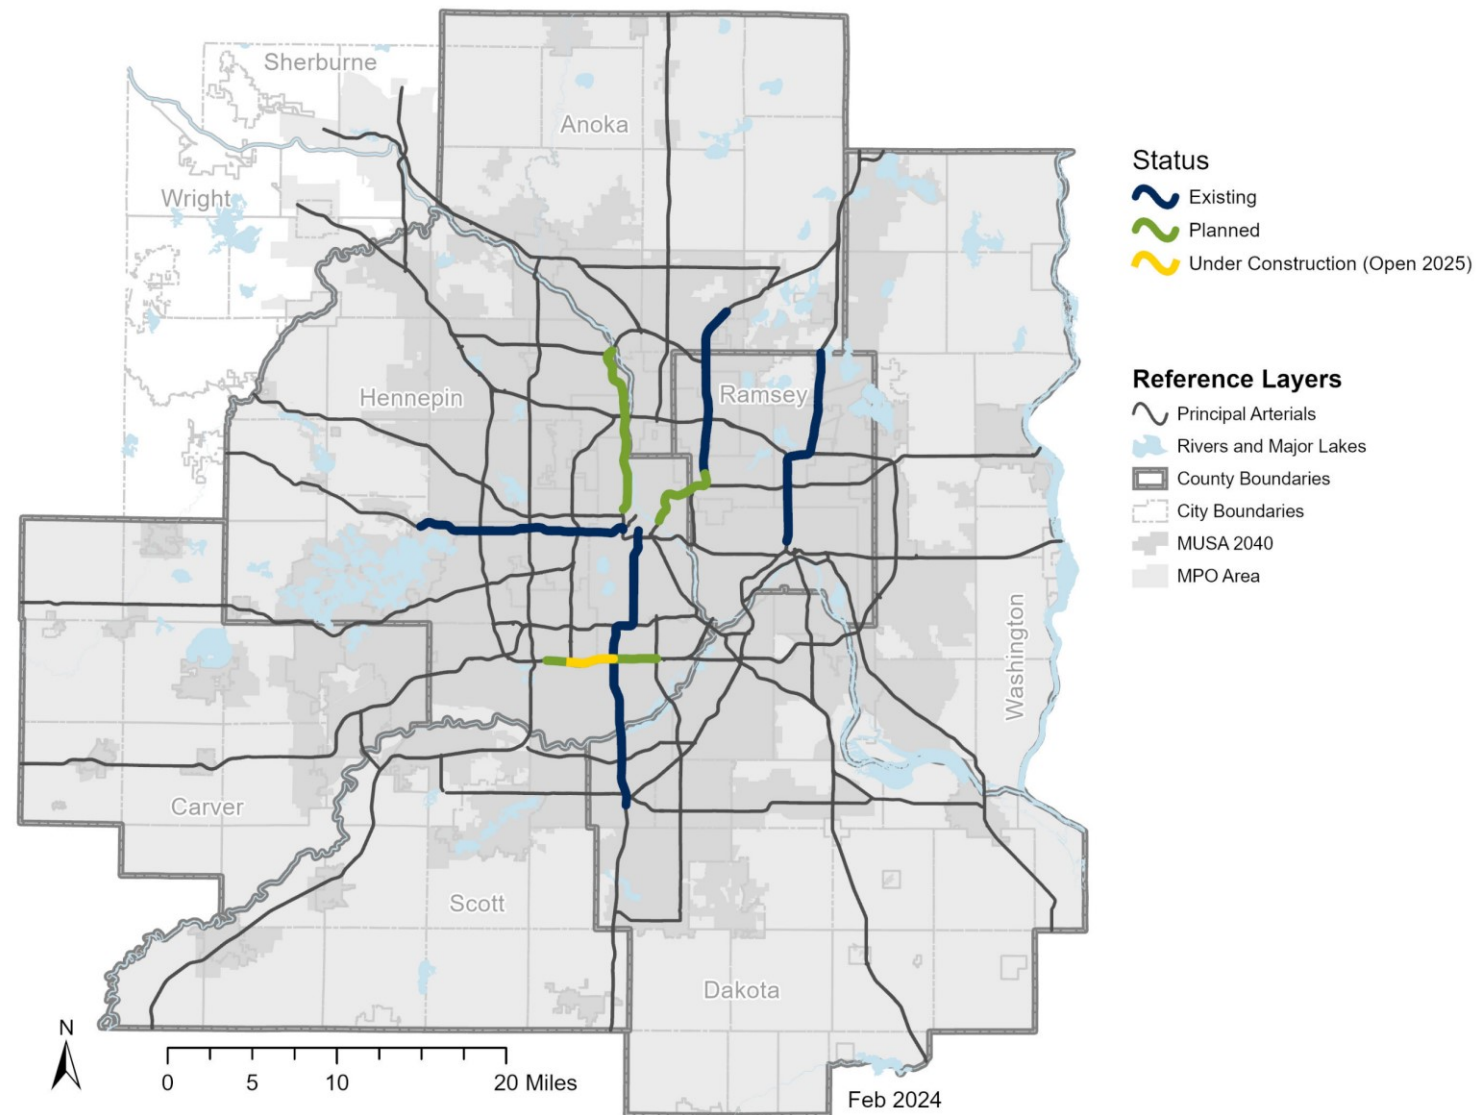 Sherburne
Anoka
Wright
Hennepin
Ramsey
Washington
Carver
Scott
Dakota
Status
Existing
Planned
Under Construction (Open 2025)
Reference Layers
Principal Arterials
Rivers and Major Lakes
County Boundaries
City Boundaries
MUSA 2040
MPO Area
N
0 5 10 20 Miles
Feb 2024